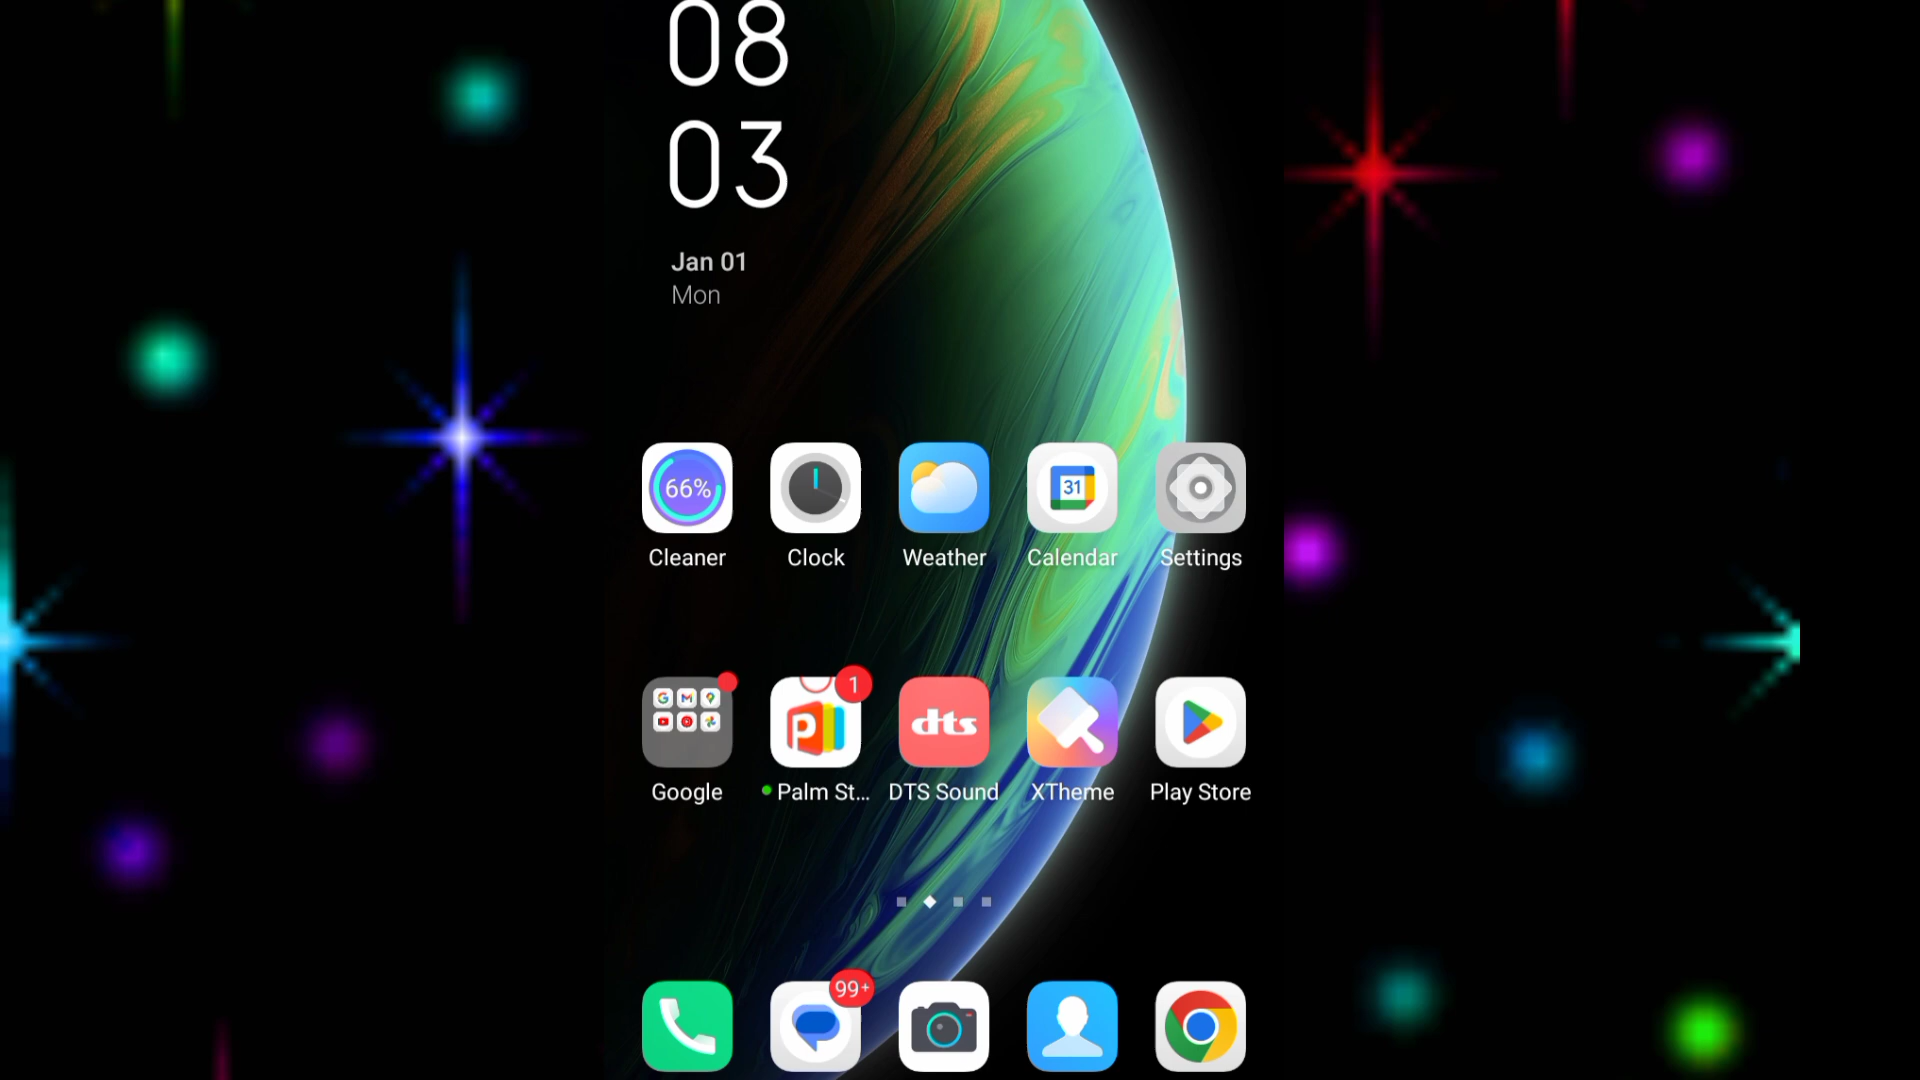 08
03
Jan 01
Mon
66%
31
Cleaner
Clock
Weather
Calendar
Settings
1
dts
Google
Palm St...
DTS Sound
XTheme
Play Store
99+